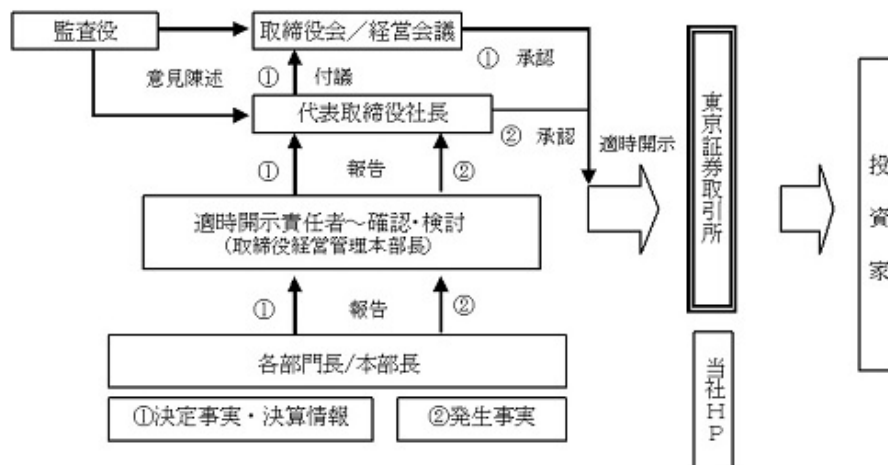 監査役
取締役会／経営会議
① 承認
意見陳述
① 付議
代表取締役社長
② 承認
適時開示
① 報告 ②
適時開示責任者～確認・検討
（取締役経営管理本部長）
① 報告 ②
各部門長/本部長
①決定事実・決算情報
②発生事実
東京証券取引所
当社HP
投資家